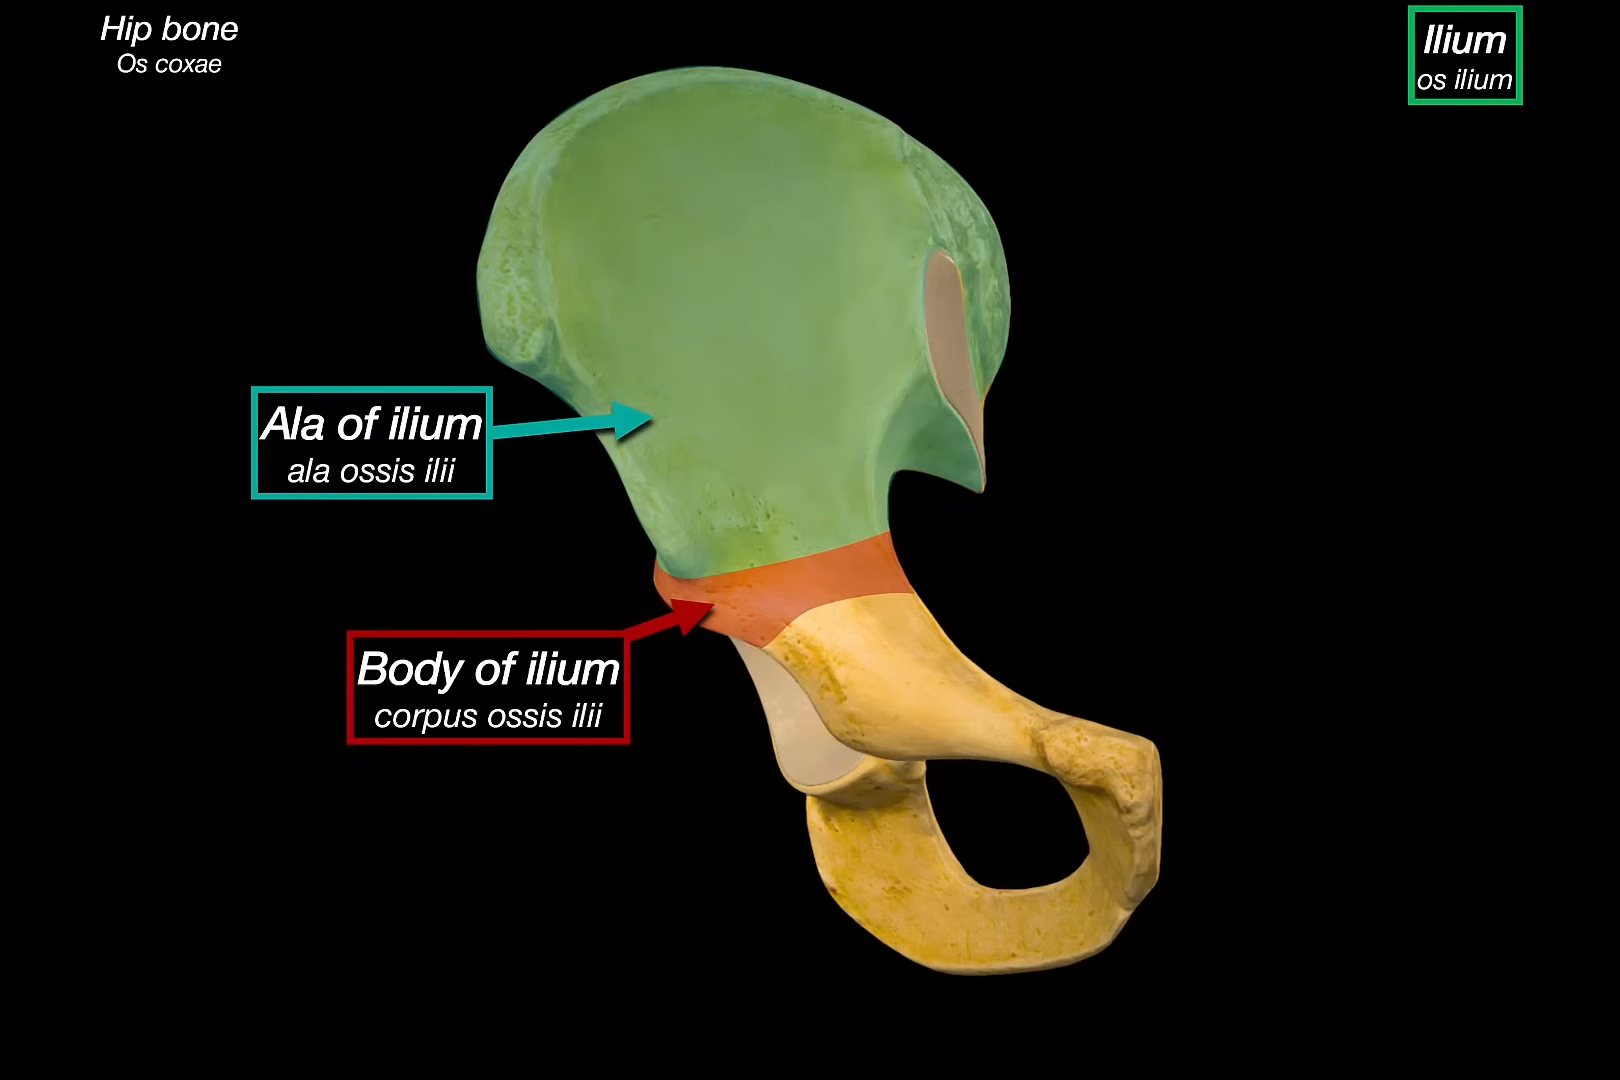 Hip bone
Os coxae
Ilium
os ilium
Ala of ilium
ala ossis ilii
Body of ilium
corpus ossis ilii